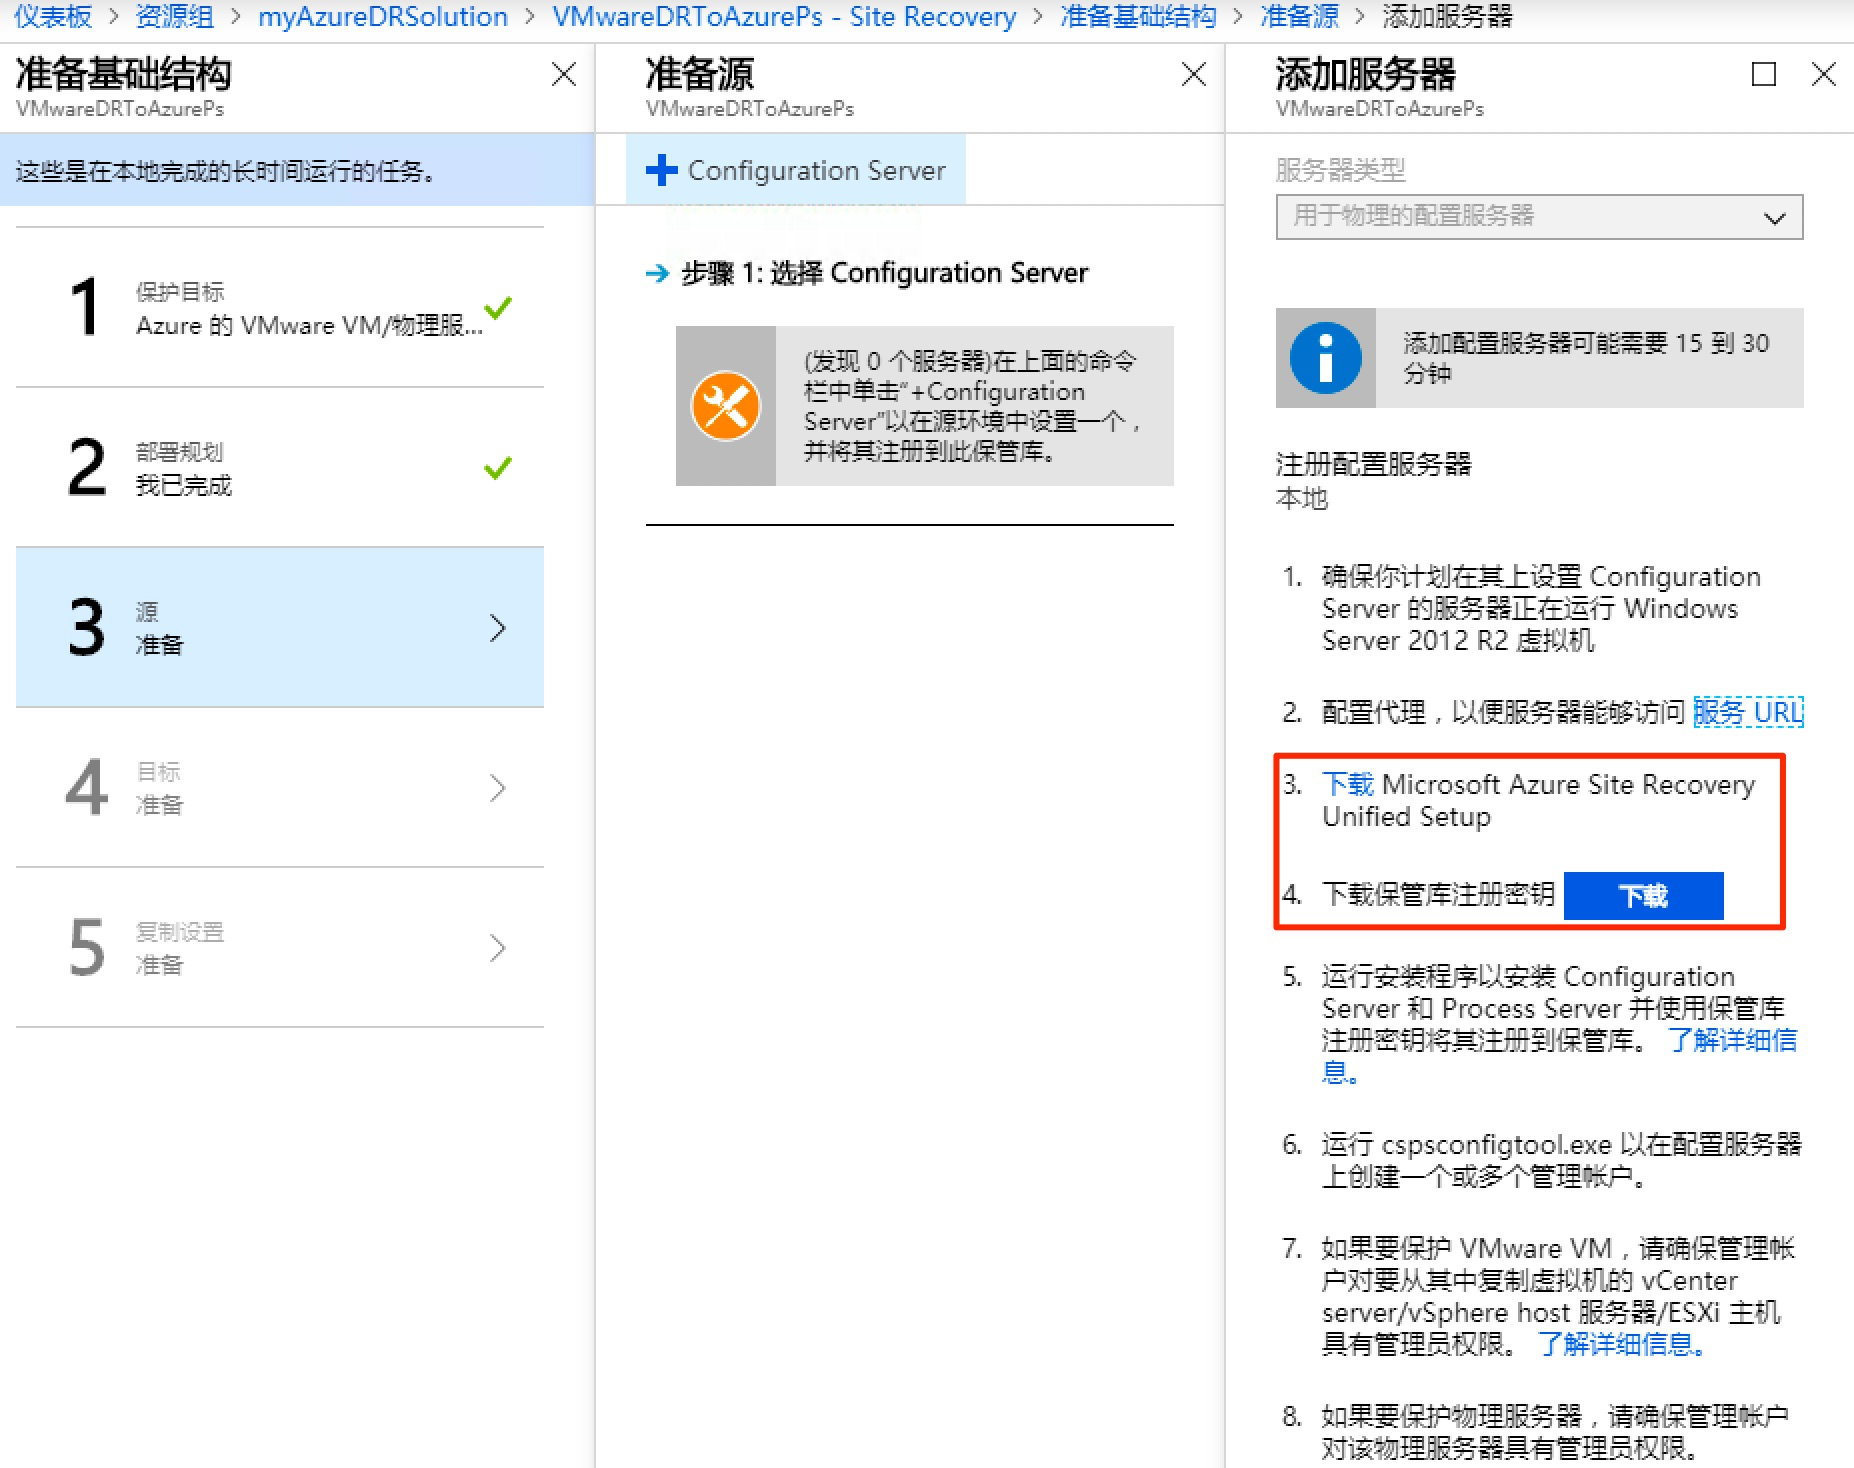 仪表板 > 资源组 > myAzureDRSolution > VMwareDRToAzurePs - Site Recovery > 准备基础结构 > 准备源 > 添加服务器
准备基础结构
VMwareDRToAzurePs
这些是在本地完成的长时间运行的任务。
1
保护目标
Azure 的 VMware VM/物理服...
2
部署规划
我已完成
3
源
准备
4
目标
准备
5
复制设置
准备
准备源
VMwareDRToAzurePs
Configuration Server
步骤 1: 选择 Configuration Server
(发现 0 个服务器)在上面的命令
栏中单击“+Configuration
Server”以在源环境中设置一个，
并将其注册到此保管库。
添加服务器
VMwareDRToAzurePs
服务器类型
用于物理的配置服务器
添加配置服务器可能需要 15 到 30
分钟
注册配置服务器
本地
1. 确保你计划在其上设置 Configuration
Server 的服务器正在运行 Windows
Server 2012 R2 虚拟机
2. 配置代理，以便服务器能够访问 服务 URL
3. 下载 Microsoft Azure Site Recovery
Unified Setup
4. 下载保管库注册密钥 下载
5. 运行安装程序以安装 Configuration
Server 和 Process Server 并使用保管库
注册密钥将其注册到保管库。 了解详细信
息。
6. 运行 cspsconfigtool.exe 以在配置服务器
上创建一个或多个管理帐户。
7. 如果要保护 VMware VM，请确保管理帐
户对要从其中复制虚拟机的 vCenter
server/vSphere host 服务器/ESXi 主机
具有管理员权限。 了解详细信息。
8. 如果要保护物理服务器，请确保管理帐户
对该物理服务器具有管理员权限。